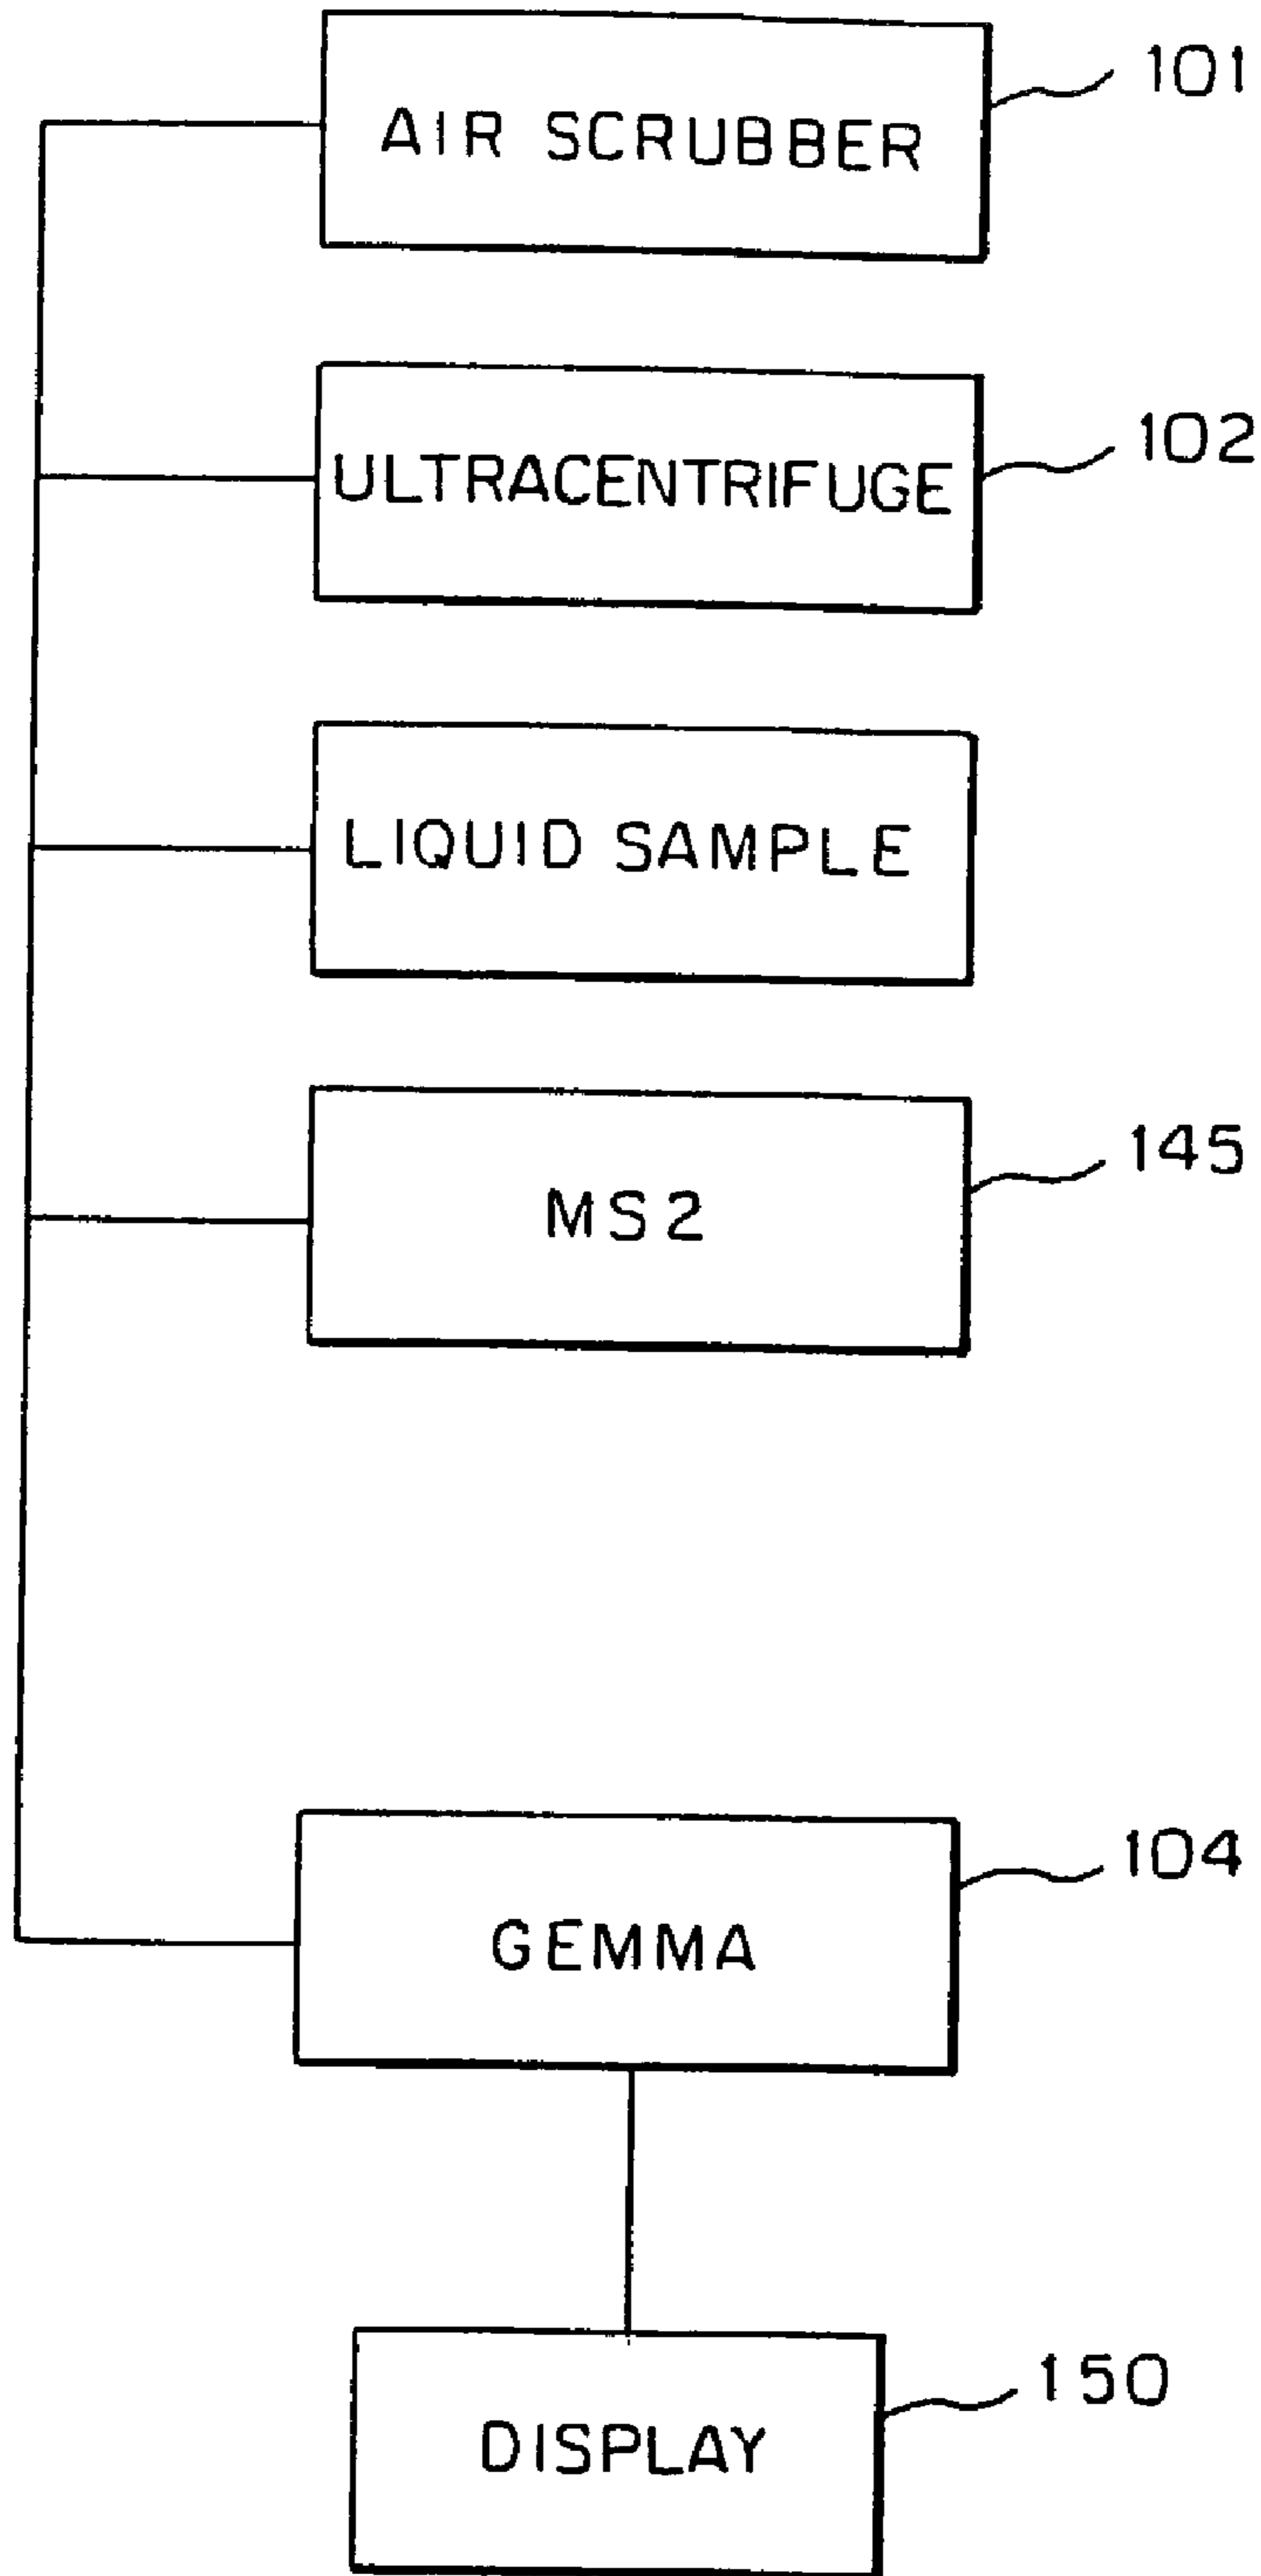 101
AIR SCRUBBER
102
ULTRACENTRIFUGE
LIQUID SAMPLE
145
MS2
104
GEMMA
150
DISPLAY